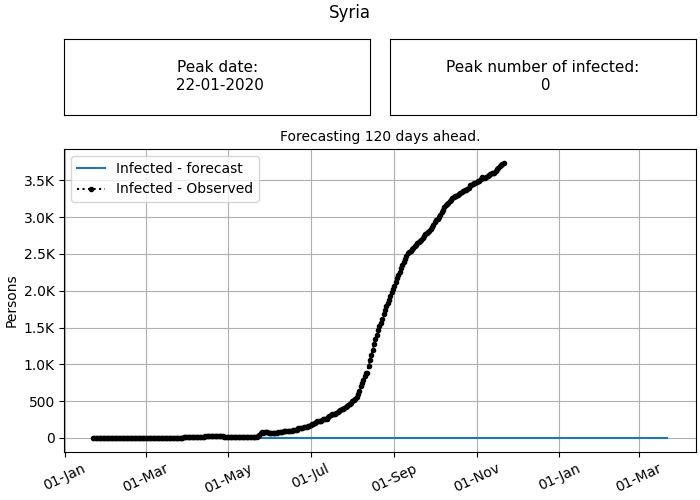 Syria
Peak date:
22-01-2020
Peak number of infected:
0
Forecasting 120 days ahead.
Infected - forecast
Infected - Observed
Persons
3.5K
3.0K
2.5K
2.0K
1.5K
1.0K
500
0
01-Jan
01-Mar
01-May
01-Jul
01-Sep
01-Nov
01-Jan
01-Mar